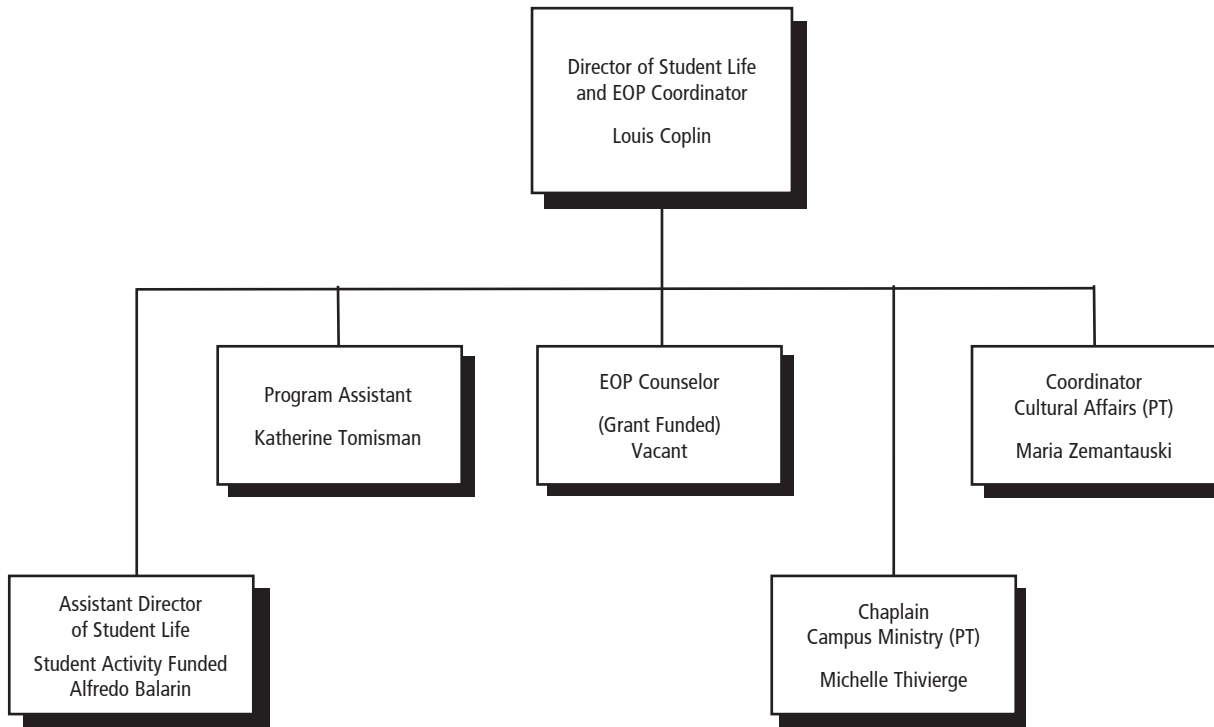 Director of Student Life
and EOP Coordinator
Louis Coplin
Program Assistant
Katherine Tomisman
EOP Counselor
(Grant Funded)
Vacant
Coordinator
Cultural Affairs (PT)
Maria Zemantauski
Assistant Director
of Student Life
Student Activity Funded
Alfredo Balarin
Chaplain
Campus Ministry (PT)
Michelle Thivierge